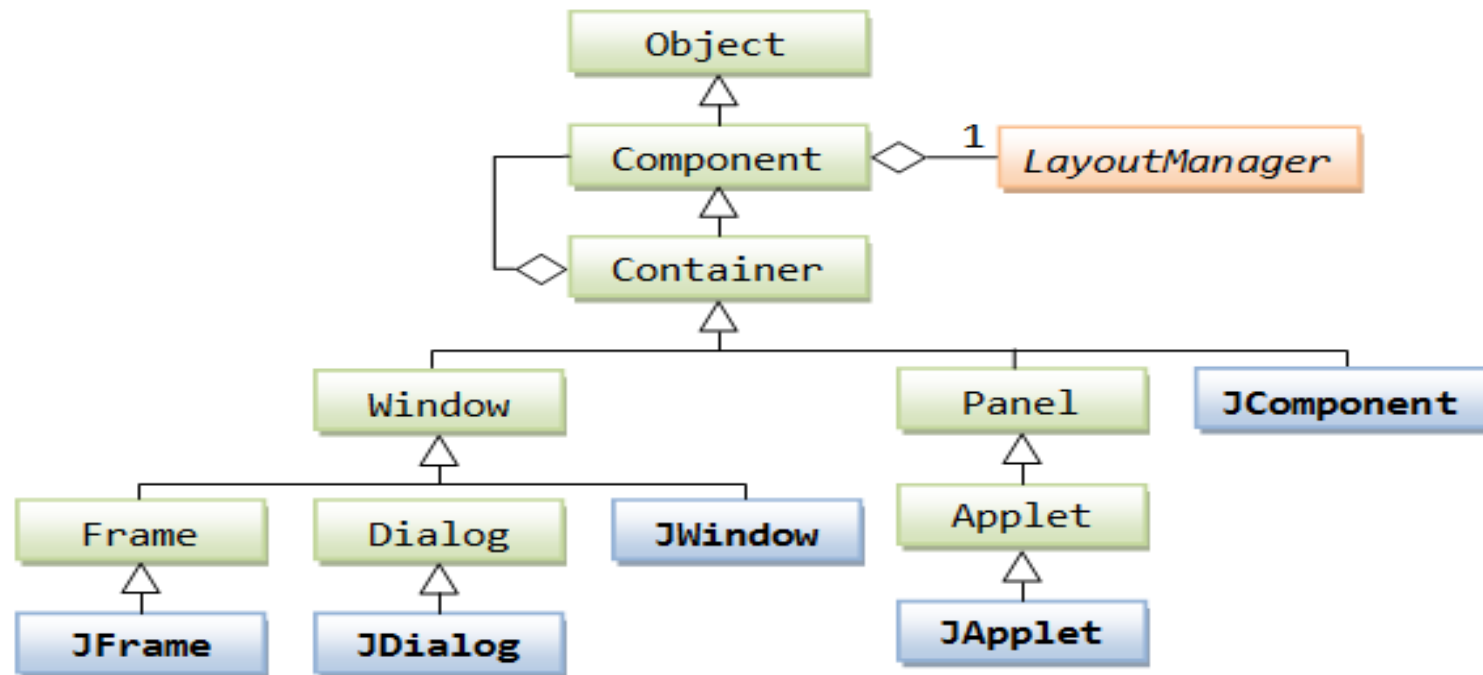 Object
Component
1
LayoutManager
Container
Window
Panel
JComponent
Frame
Dialog
JWindow
Applet
JFrame
JDialog
JApplet